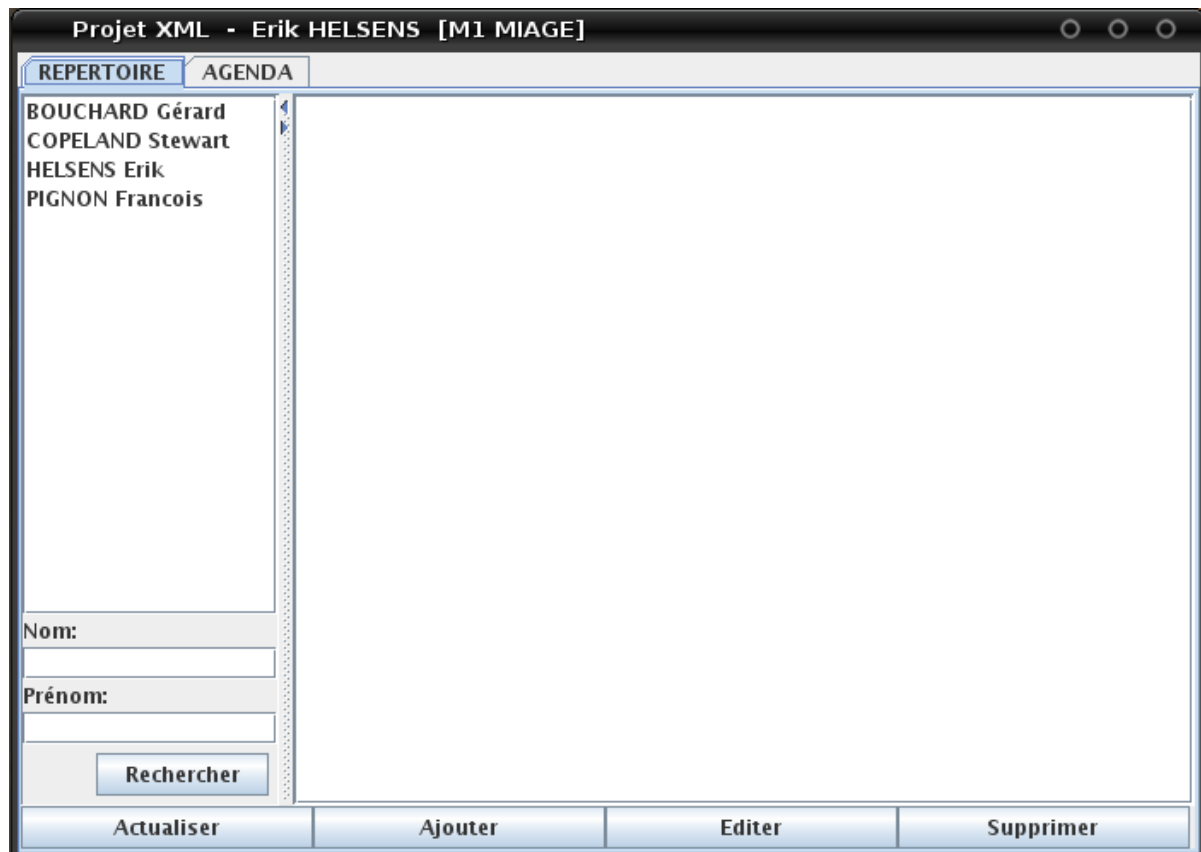 Projet XML - Erik HELSENS [M1 MIAGE]
REPERTOIRE AGENDA
BOUCHARD Gérard
COPELAND Stewart
HELSENS Erik
PIGNON Francois
Nom:
Prénom:
Rechercher
Actualiser Ajouter Editer Supprimer